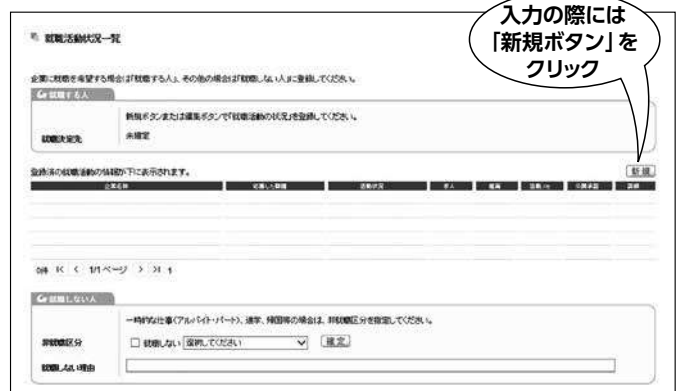 入力の際には
「新規ボタン」を
クリック
就職活動状況一覧
企業に就職を希望する場合は「就職する人」、その他の場合は「就職しない人」に登録してください。
就職する人
新規ボタンまたは編集ボタンで「就職活動の状況」を登録してください。
就職決定先 未確定
登録済の就職活動の情報が下に表示されます。
新規
企業名称 応募した職種 活動状況 求人 推薦
0件 1/1ページ 1
就職しない人
一時的な仕事（アルバイト・パート）、進学、帰国等の場合は、非就職区分を指定してください。
非就職区分 就職しない 選択してください 確定
就職しない理由